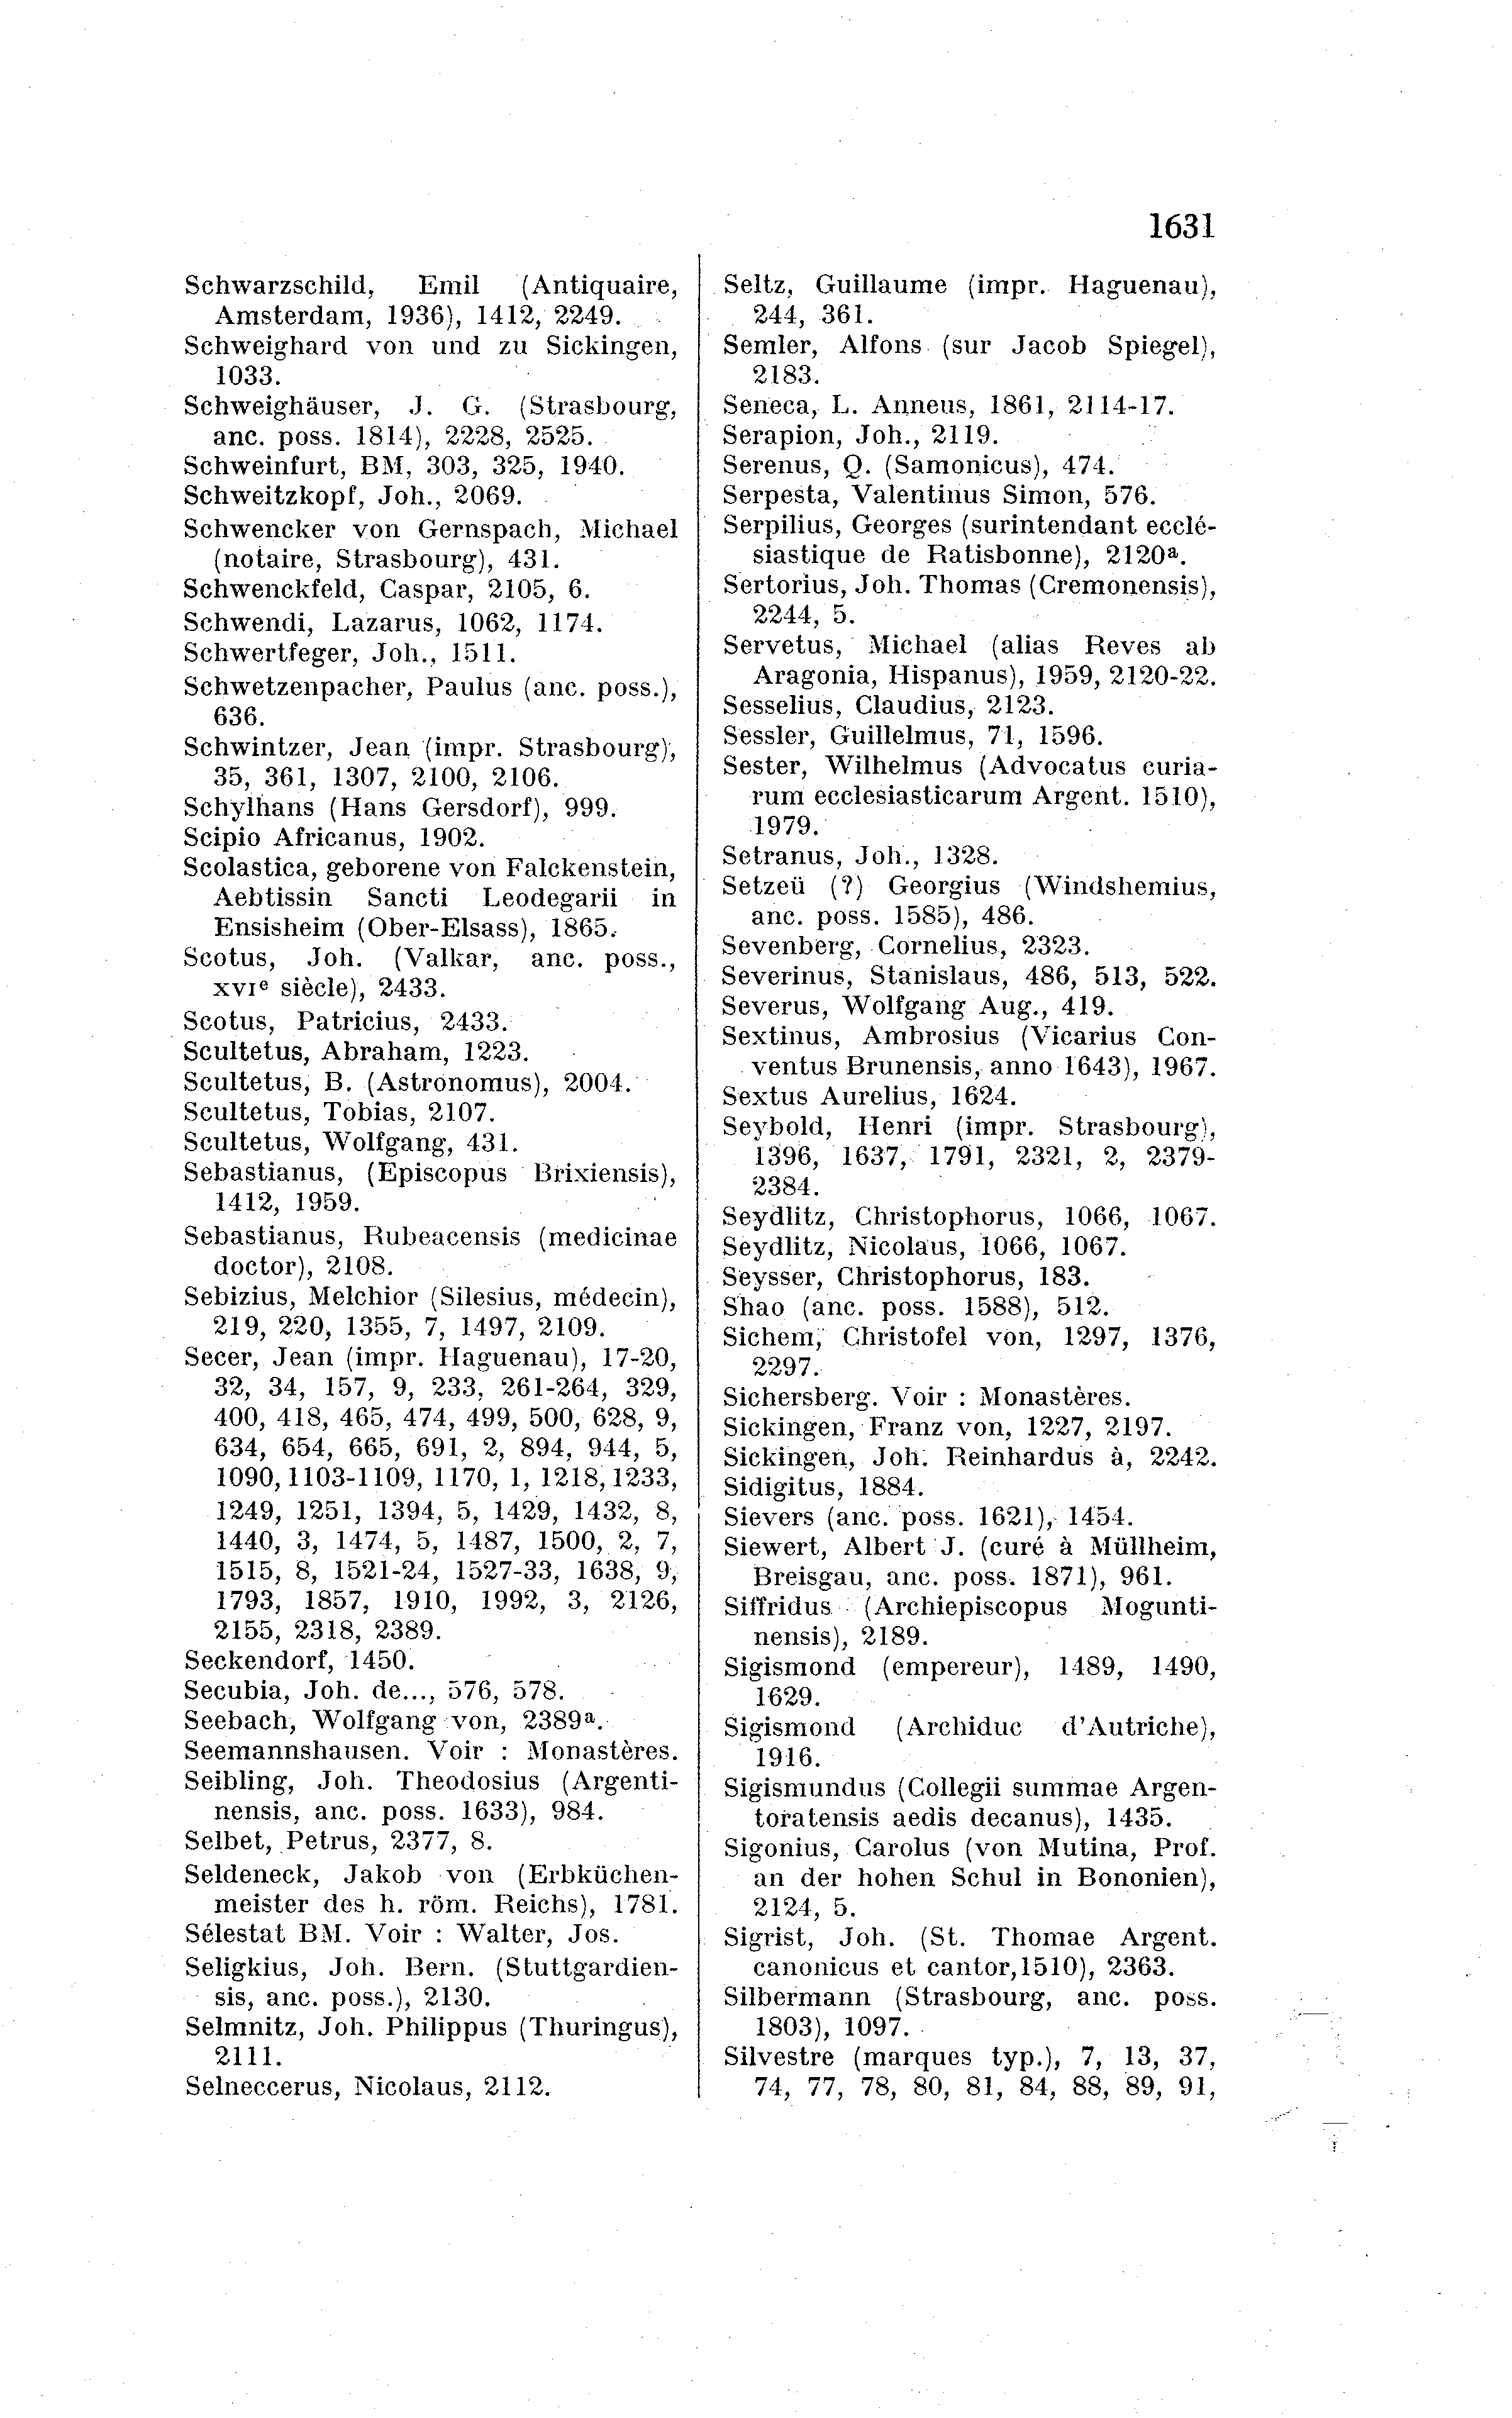 1631
Schwarzschild, Emil (Antiquaire,
Amsterdam, 1936), 1412, 2249.
Schweighard von und zu Sickingen,
1033.
Schweighäuser, J. G. (Strasbourg,
anc. poss. 1814), 2228, 2525.
Schweinfurt, BM, 303, 325, 1940.
Schweitzkopf, Joh., 2069.
Schwencker von Gernspach, Michael
(notaire, Strasbourg), 431.
Schwenckfeld, Caspar, 2105, 6.
Schwendi, Lazarus, 1062, 1174.
Schwertfeger, Joh., 1511.
Schwetzenpacher, Paulus (anc. poss.),
636.
Schwintzer, Jean (impr. Strasbourg),
35, 361, 1307, 2100, 2106.
Schylhans (Hans Gersdorf), 999.
Scipio Africanus, 1902.
Scolastica, geborene von Falckenstein,
Aebtissin Sancti Leodegarii in
Ensisheim (Ober-Elsass), 1865.
Scotus, Joh. (Valkar, anc. poss.,
XVIe siècle), 2433.
Scotus, Patricius, 2433.
Scultetus, Abraham, 1223.
Scultetus, B. (Astronomus), 2004.
Scultetus, Tobias, 2107.
Scultetus, Wolfgang, 431.
Sebastianus, (Episcopus Brixiensis),
1412, 1959.
Sebastianus, Rubeacensis (medicinae
doctor), 2108.
Sebizius, Melchior (Silesius, médecin),
219, 220, 1355, 7, 1497, 2109.
Secer, Jean (impr. Haguenau), 17-20,
32, 34, 157, 9, 233, 261-264, 329,
400, 418, 465, 474, 499, 500, 628, 9,
634, 654, 665, 691, 2, 894, 944, 5,
1090, 1103-1109, 1170, 1, 1218, 1233,
1249, 1251, 1394, 5, 1429, 1432, 8,
1440, 3, 1474, 5, 1487, 1500, 2, 7,
1515, 8, 1521-24, 1527-33, 1638, 9,
1793, 1857, 1910, 1992, 3, 2126,
2155, 2318, 2389.
Seckendorf, 1450.
Secubia, Joh. de..., 576, 578.
Seebach, Wolfgang von, 2389a.
Seemannshausen. Voir : Monastères.
Seibling, Joh. Theodosius (Argenti-
nensis, anc. poss. 1633), 984.
Selbet, Petrus, 2377, 8.
Seldeneck, Jakob von (Erbküchen-
meister des h. röm. Reichs), 1781.
Sélestat BM. Voir : Walter, Jos.
Seligkius, Joh. Bern. (Stuttgardien-
sis, anc. poss.), 2130.
Selmnitz, Joh. Philippus (Thuringus),
2111.
Selneccerus, Nicolaus, 2112.
Seltz, Guillaume (impr. Haguenau),
244, 361.
Semler, Alfons (sur Jacob Spiegel),
2183.
Seneca, L. Anneus, 1861, 2114-17.
Serapion, Joh., 2119.
Serenus, Q. (Samonicus), 474.
Serpesta, Valentinus Simon, 576.
Serpilius, Georges (surintendant ecclé-
siastique de Ratisbonne), 2120a.
Sertorius, Joh. Thomas (Cremonensis),
2244, 5.
Servetus, Michael (alias Reves ab
Aragonia, Hispanus), 1959, 2120-22.
Sesselius, Claudius, 2123.
Sessler, Guillelmus, 71, 1596.
Sester, Wilhelmus (Advocatus curia-
rum ecclesiasticarum Argent. 1510),
1979.
Setranus, Joh., 1328.
Setzeü (?) Georgius (Windshemius,
anc. poss. 1585), 486.
Sevenberg, Cornelius, 2323.
Severinus, Stanislaus, 486, 513, 522.
Severus, Wolfgang Aug., 419.
Sextinus, Ambrosius (Vicarius Con-
ventus Brunensis, anno 1643), 1967.
Sextus Aurelius, 1624.
Seybold, Henri (impr. Strasbourg),
1396, 1637, 1791, 2321, 2, 2379-
2384.
Seydlitz, Christophorus, 1066, 1067.
Seydlitz, Nicolaus, 1066, 1067.
Seysser, Christophorus, 183.
Shao (anc. poss. 1588), 512.
Sichem, Christofel von, 1297, 1376,
2297.
Sichersberg. Voir : Monastères.
Sickingen, Franz von, 1227, 2197.
Sickingen, Joh. Reinhardus à, 2242.
Sidigitus, 1884.
Sievers (anc. poss. 1621), 1454.
Siewert, Albert J. (curé à Müllheim,
Breisgau, anc. poss. 1871), 961.
Siffridus (Archiepiscopus Mogunti-
nensis), 2189.
Sigismond (empereur), 1489, 1490,
1629.
Sigismond (Archiduc d'Autriche),
1916.
Sigismundus (Collegii summae Argen-
toratensis aedis decanus), 1435.
Sigonius, Carolus (von Mutina, Prof.
an der hohen Schul in Bononien),
2124, 5.
Sigrist, Joh. (St. Thomae Argent.
canonicus et cantor,1510), 2363.
Silbermann (Strasbourg, anc. poss.
1803), 1097.
Silvestre (marques typ.), 7, 13, 37,
74, 77, 78, 80, 81, 84, 88, 89, 91,